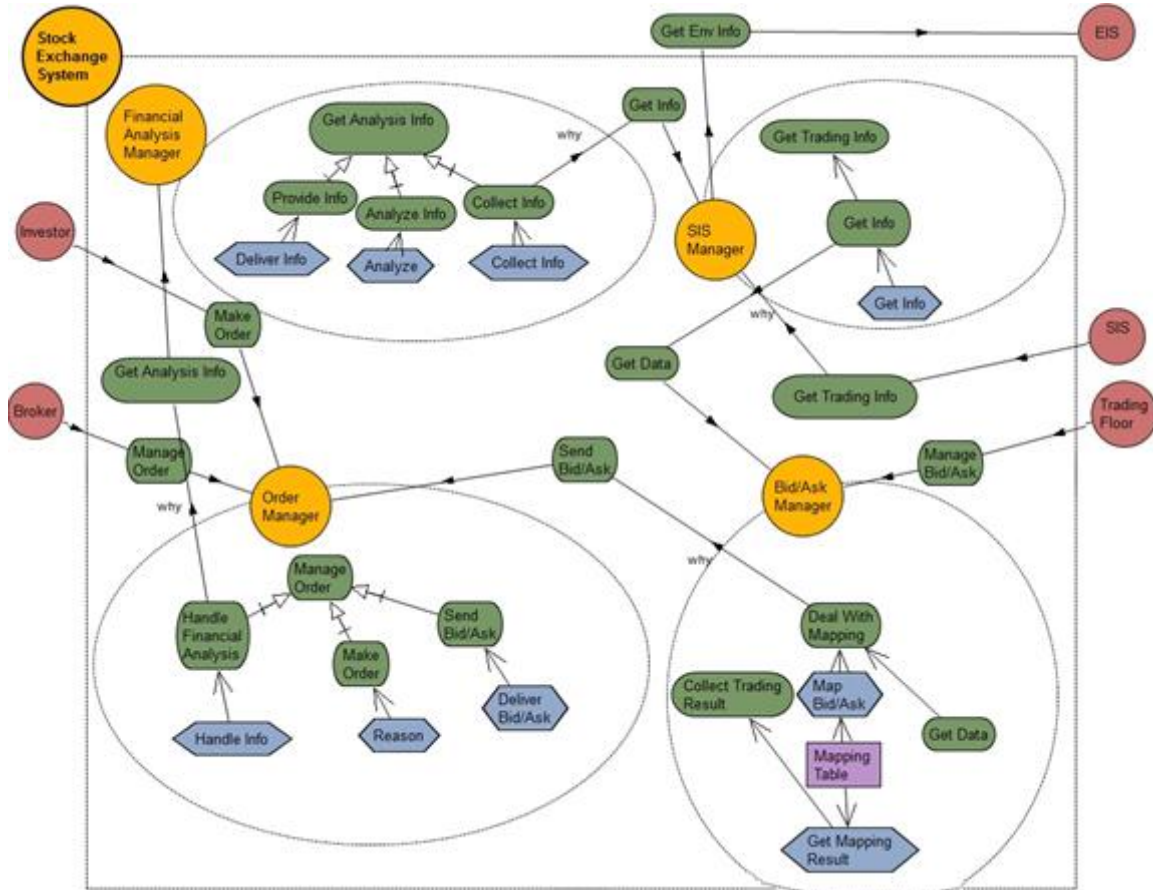 Stock
Exchange
System
Get Env Info
EIS
Financial
Analysis
Manager
Get Analysis Info
why
Get Info
Get Trading Info
Provide Info
Analyze Info
Collect Info
Get Info
Investor
SIS
Manager
Deliver Info
Analyze
Collect Info
Get Info
Make
Order
why
SIS
Get Analysis Info
Get Data
Get Trading Info
Broker
Trading
Floor
Manage
Order
Send
Bid/Ask
Manage
Bid/Ask
Order
Manager
Bid/Ask
Manager
why
why
Manage
Order
Handle
Financial
Analysis
Send
Bid/Ask
Deal With
Mapping
Make
Order
Collect Trading
Result
Map
Bid/Ask
Deliver
Bid/Ask
Handle Info
Reason
Get Data
Mapping
Table
Get Mapping
Result